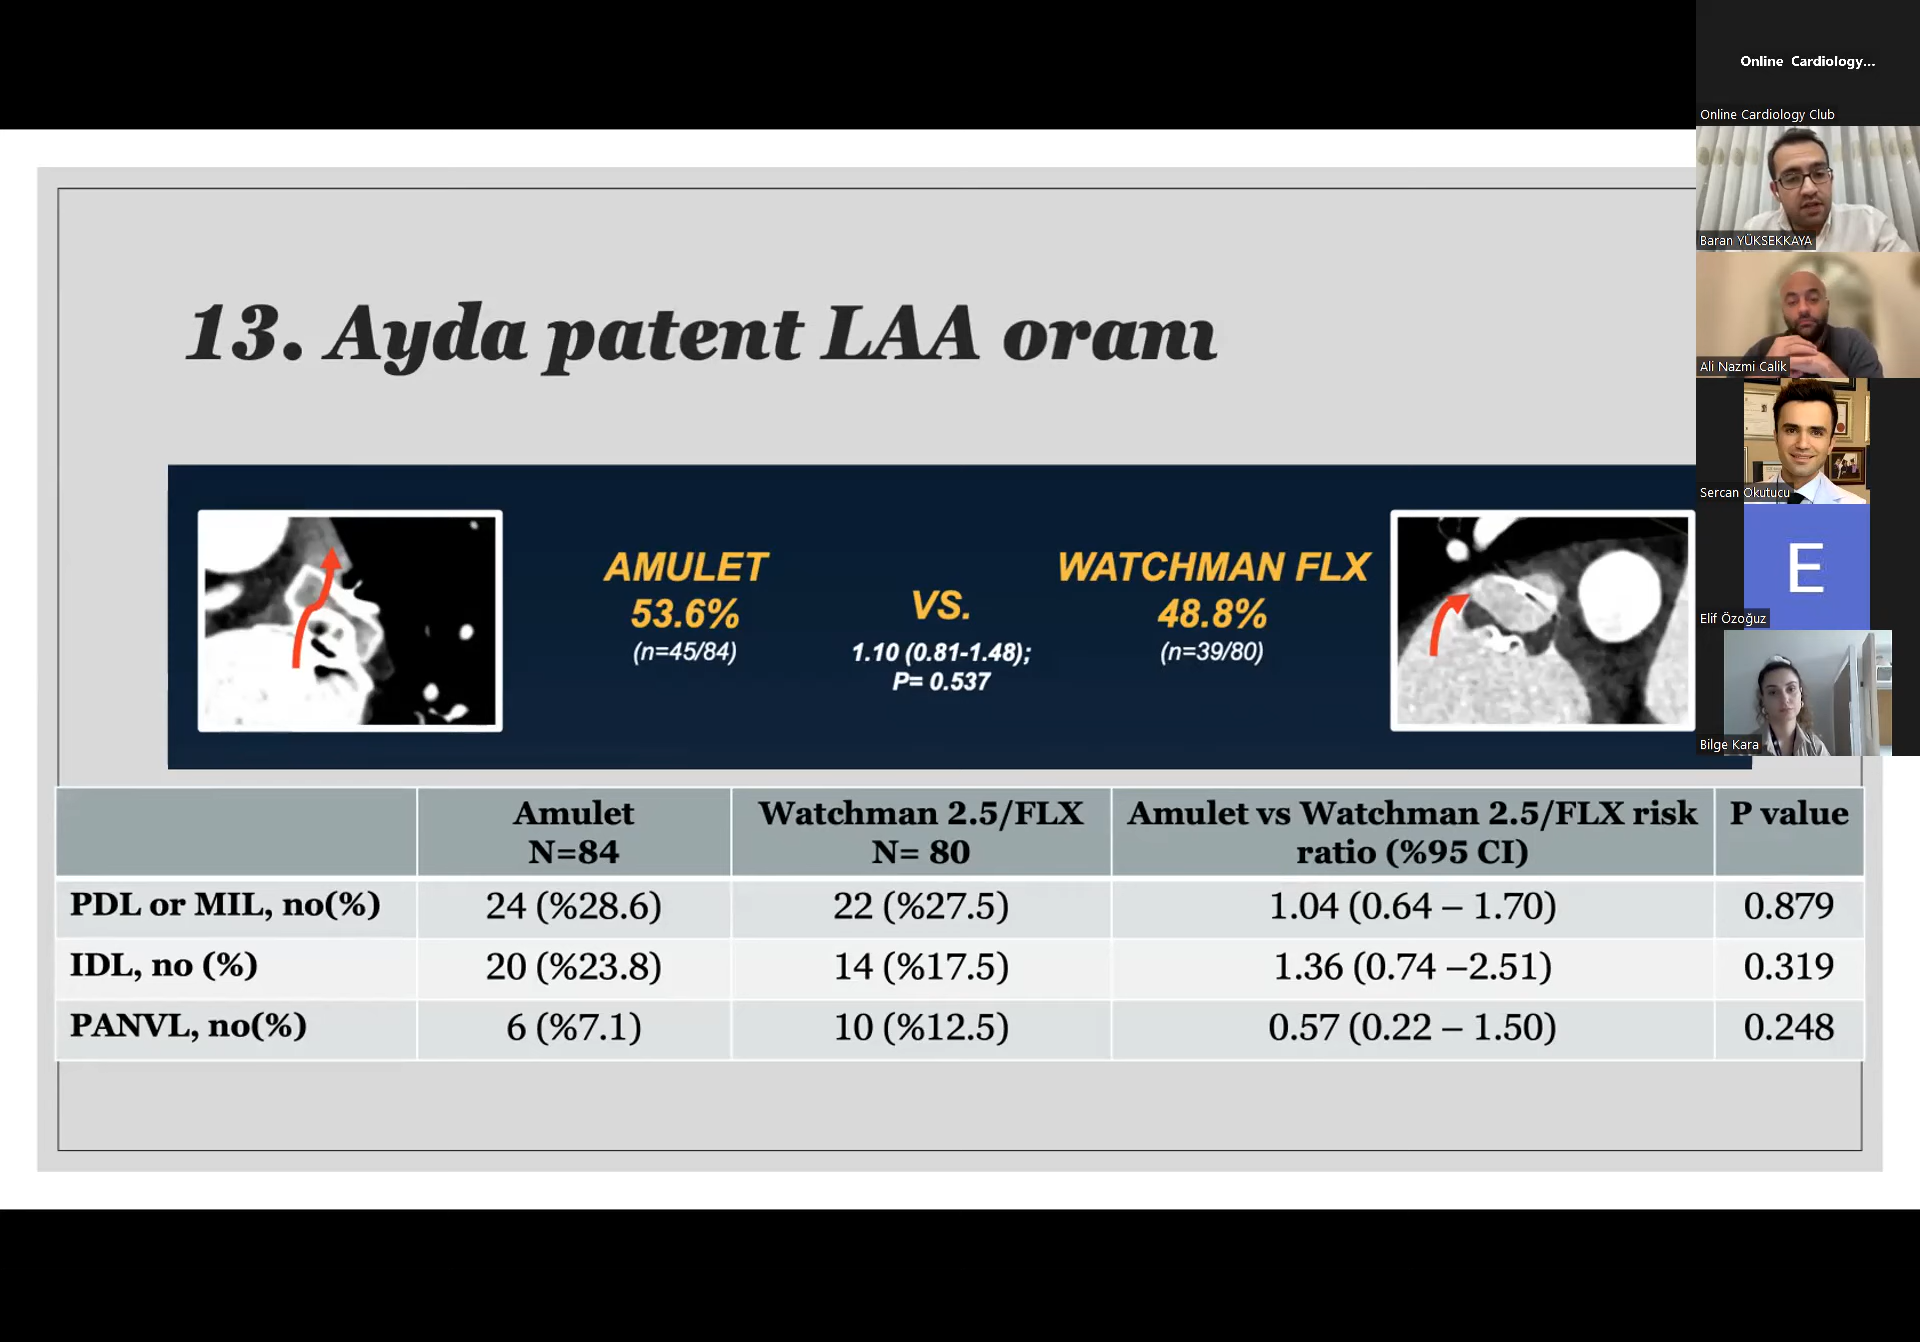 Online Cardiology...
Online Cardiology Club
Baran YÜKSEKKAYA
Ali Nazmi Calik
Sercan Okutucu
E
Elif Özoğuz
Bilge Kara
13. Ayda patent LAA oranı
AMULET
53.6%
(n=45/84)
VS.
1.10 (0.81-1.48);
P= 0.537
WATCHMAN FLX
48.8%
(n=39/80)
Amulet N=84 Watchman 2.5/FLX N= 80 Amulet vs Watchman 2.5/FLX risk ratio (%95 CI) P value
PDL or MIL, no(%) 24 (%28.6) 22 (%27.5) 1.04 (0.64 – 1.70) 0.879
IDL, no (%) 20 (%23.8) 14 (%17.5) 1.36 (0.74 –2.51) 0.319
PANVL, no(%) 6 (%7.1) 10 (%12.5) 0.57 (0.22 – 1.50) 0.248